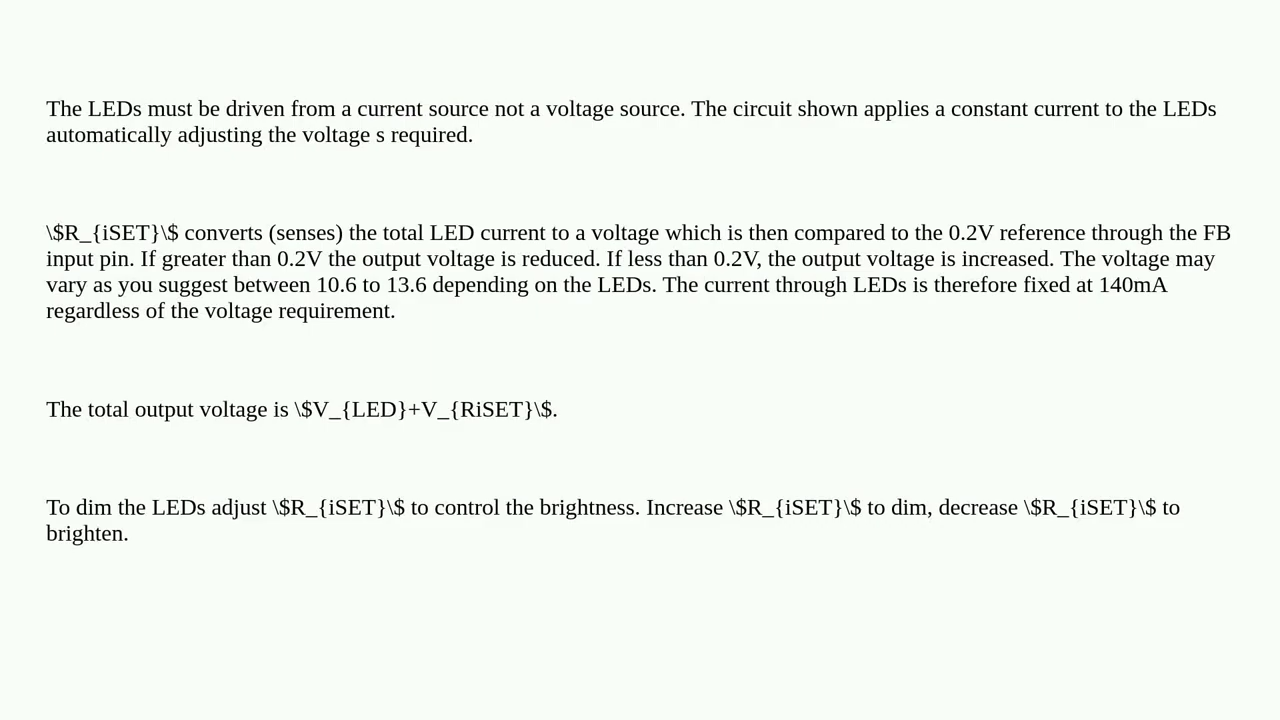 The LEDs must be driven from a current source not a voltage source. The circuit shown applies a constant current to the LEDs
automatically adjusting the voltage s required.
\$R_{iSET}\$ converts (senses) the total LED current to a voltage which is then compared to the 0.2V reference through the FB
input pin. If greater than 0.2V the output voltage is reduced. If less than 0.2V, the output voltage is increased. The voltage may
vary as you suggest between 10.6 to 13.6 depending on the LEDs. The current through LEDs is therefore fixed at 140mA
regardless of the voltage requirement.
The total output voltage is \$V_{LED}+V_{RiSET}\$.
To dim the LEDs adjust \$R_{iSET}\$ to control the brightness. Increase \$R_{iSET}\$ to dim, decrease \$R_{iSET}\$ to
brighten.